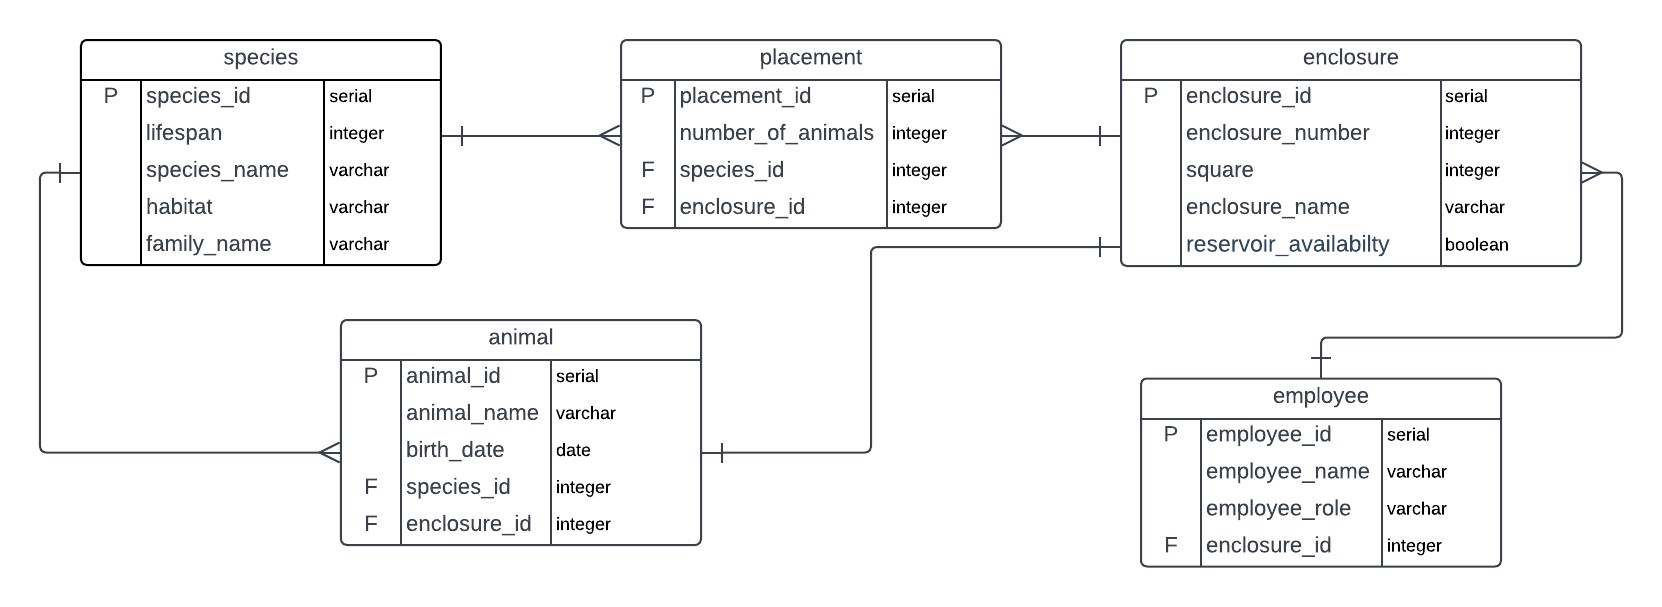 species
P species_id serial
lifespan integer
species_name varchar
habitat varchar
family_name varchar
placement
P placement_id serial
number_of_animals integer
F species_id integer
F enclosure_id integer
enclosure
P enclosure_id serial
enclosure_number integer
square integer
enclosure_name varchar
reservoir_availabilty boolean
animal
P animal_id serial
animal_name varchar
birth_date date
F species_id integer
F enclosure_id integer
employee
P employee_id serial
employee_name varchar
employee_role varchar
F enclosure_id integer